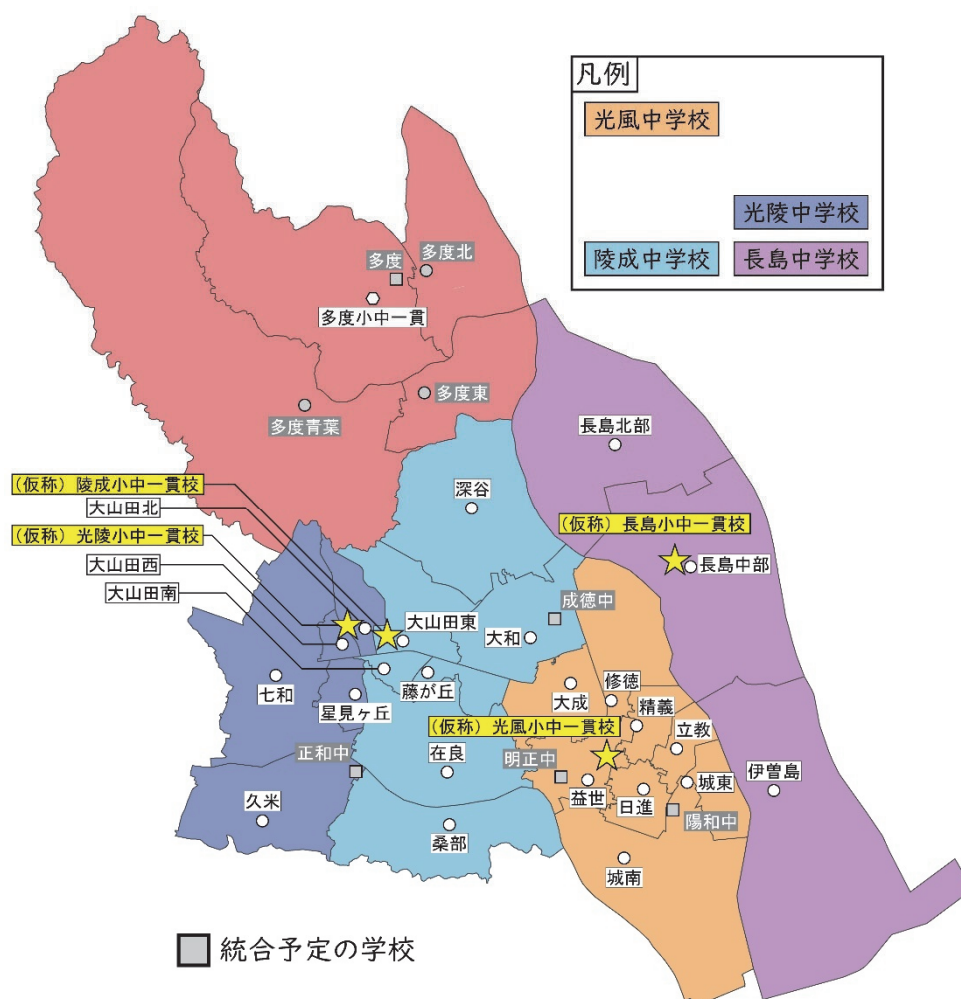 凡例
光風中学校
光陵中学校
陵成中学校
長島中学校
多度
多度北
多度小中一貫
多度東
多度青葉
長島北部
(仮称)陵成小中一貫校
深谷
大山田北
(仮称)長島小中一貫校
(仮称)光陵小中一貫校
大山田西
長島中部
大山田南
成徳中
大山田東
大和
七和
藤が丘
星見ヶ丘
大成
修徳
精義
(仮称)光風小中一貫校
立教
正和中
在良
明正中
益世
日進
城東
伊曽島
久米
桑部
陽和中
城南
統合予定の学校